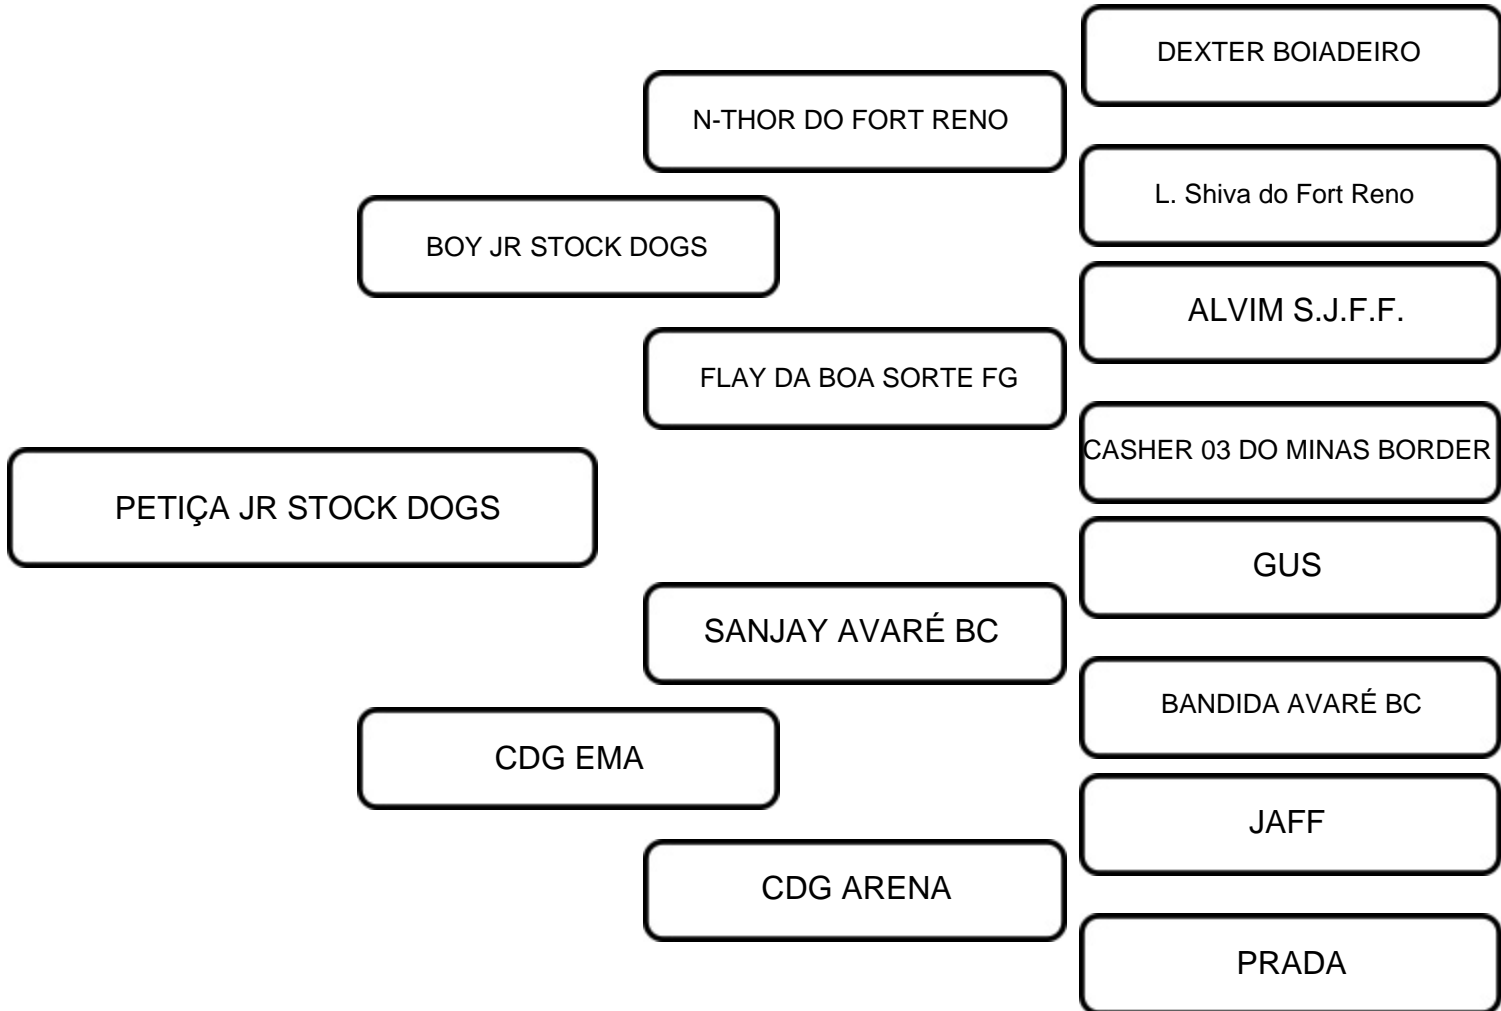 DEXTER BOIADEIRO
N-THOR DO FORT RENO
L. Shiva do Fort Reno
BOY JR STOCK DOGS
ALVIM S.J.F.F.
FLAY DA BOA SORTE FG
CASHER 03 DO MINAS BORDER
PETIÇA JR STOCK DOGS
GUS
SANJAY AVARÉ BC
BANDIDA AVARÉ BC
CDG EMA
JAFF
CDG ARENA
PRADA